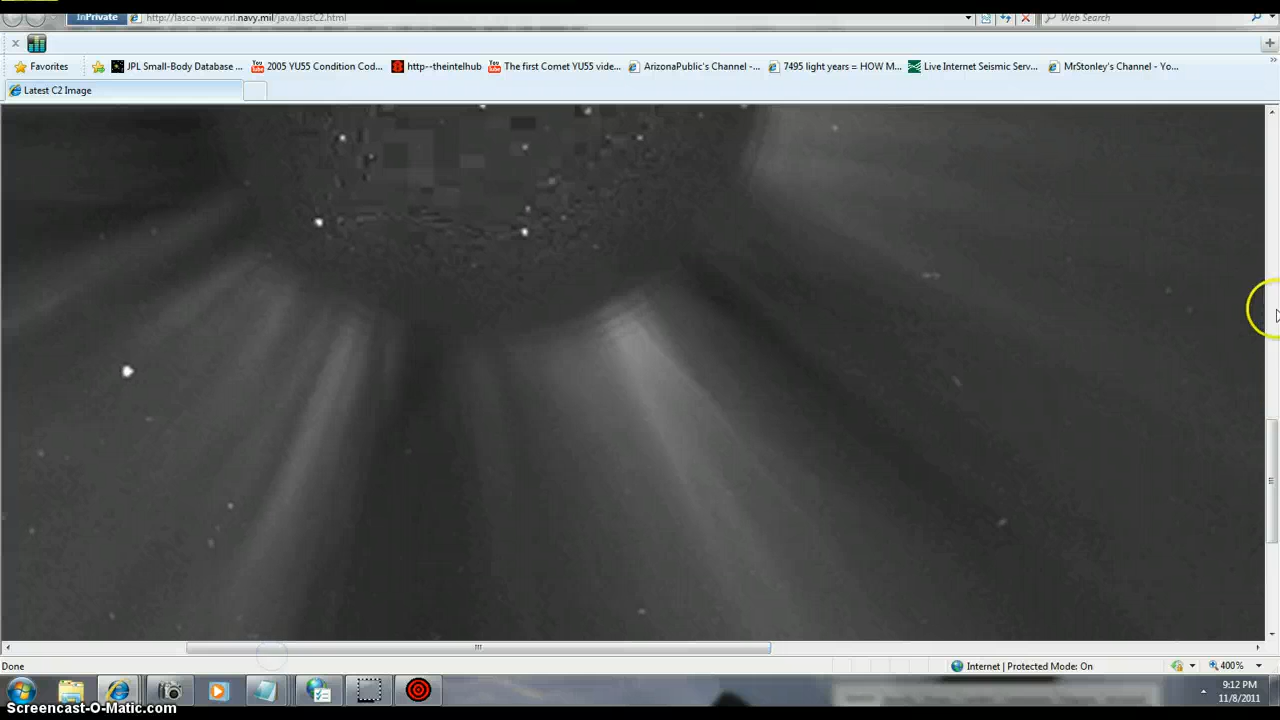 InPrivate http://lasco-www.nrl.navy.mil/java/lastC2.html Web Search
Favorites JPL Small-Body Database ... 2005 YU55 Condition Cod... http--theintelhub The first Comet YU55 vide... ArizonaPublic's Channel -... 7495 light years = HOW M... Live Internet Seismic Serv... MrStonley's Channel - Yo...
Latest C2 Image
Done Internet | Protected Mode: On 400%
9:12 PM
11/8/2011
Screencast-O-Matic.com